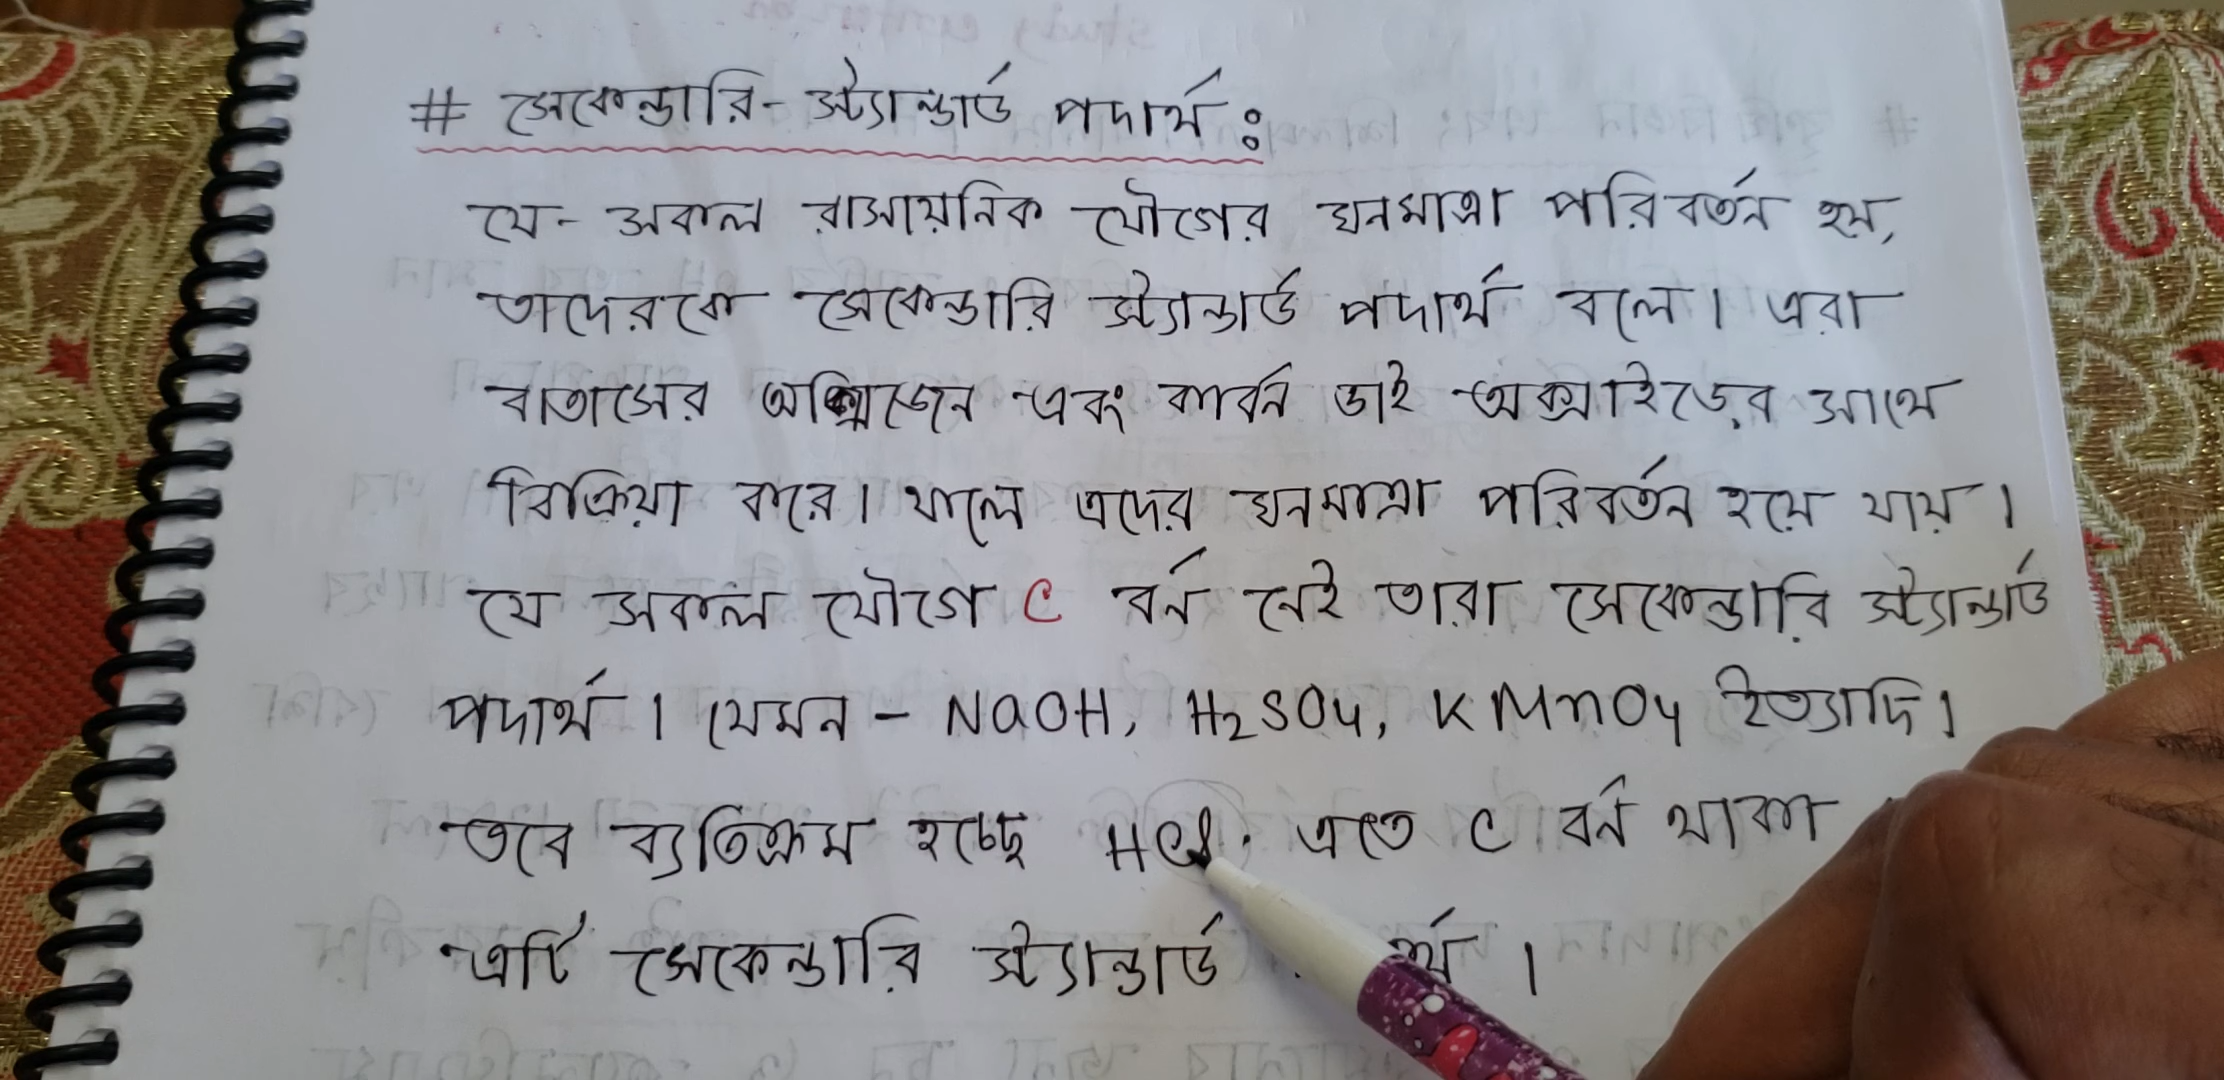 # সেকেন্ডারি-স্ট্যান্ডার্ড পদার্থ :
যে- সকল রাসায়নিক যৌগের ঘনমাত্রা পরিবর্তন হয়,
তাদেরকে সেকেন্ডারি স্ট্যান্ডার্ড পদার্থ বলে। এরা
বাতাসের অক্সিজেন এবং কার্বন ডাই অক্সাইডের সাথে
বিক্রিয়া করে। ফলে এদের ঘনমাত্রা পরিবর্তন হয়ে যায়।
যে সকল যৌগে C বর্ন নেই তারা সেকেন্ডারি স্ট্যান্ডার্ড
পদার্থ। যেমন - NaOH, H2SO4, KMnO4 ইত্যাদি।
তবে ব্যতিক্রম হচ্ছে HCl. এতে C বর্ন থাকা
এটি সেকেন্ডারি স্ট্যান্ডার্ড র্থ।